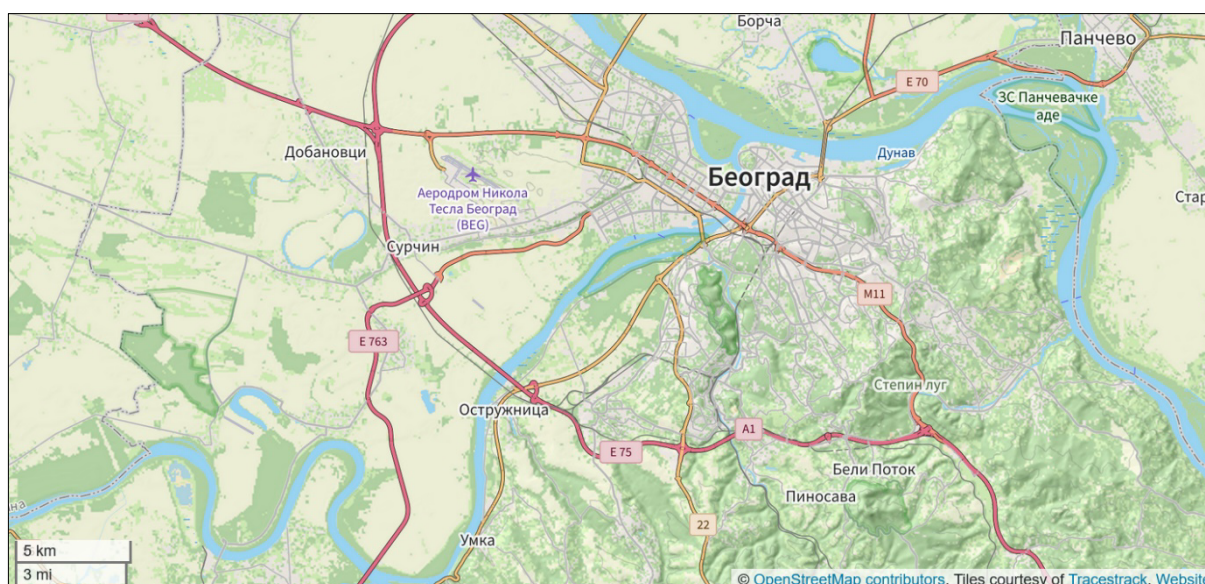 Борча
Панчево
E 70
ЗС Панчевачке
аде
Дунав
Добановци
Београд
Аеродром Никола
Тесла Београд
(BEG)
Стар
Сурчин
M11
E 763
Степин луг
Остружница
A1
E 75
Бели Поток
Пиносава
22
Умка
5 km
3 mi
© OpenStreetMap contributors, Tiles courtesy of Tracestrack, Website